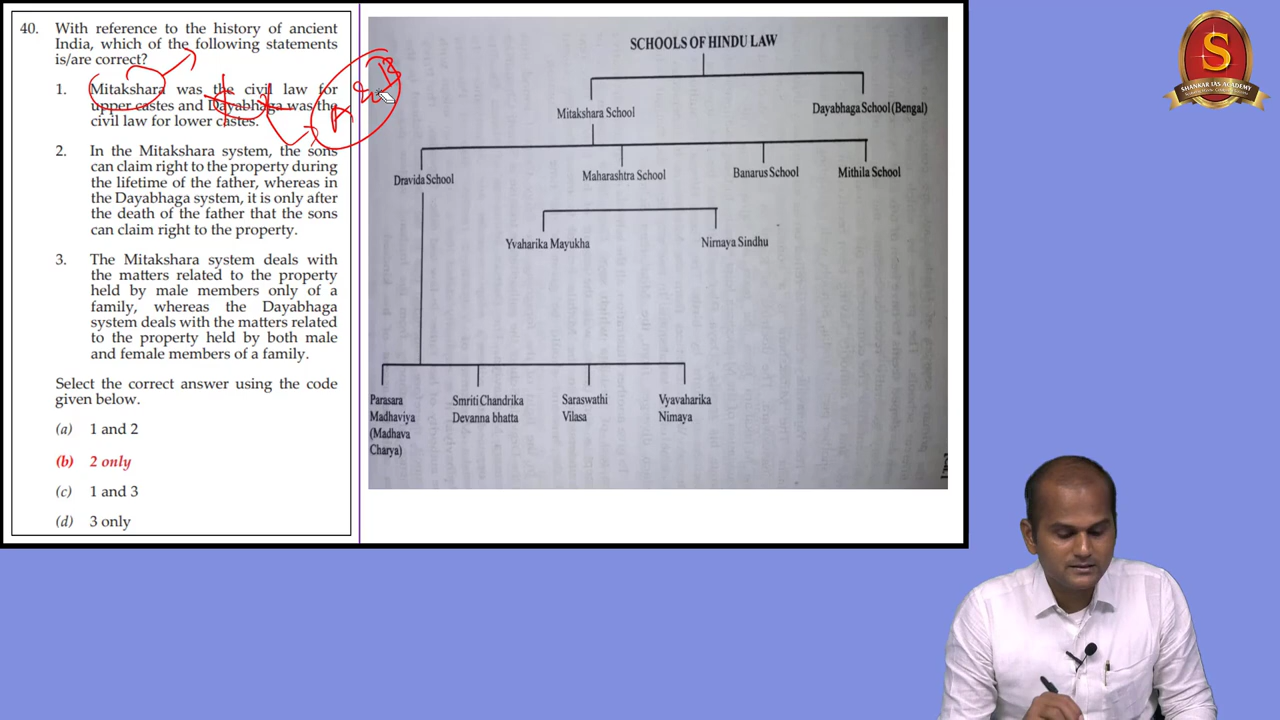 40. With reference to the history of ancient
India, which of the following statements
is/are correct?
1. Mitakshara was the civil law for
upper castes and Dayabhaga was the
civil law for lower castes.
2. In the Mitakshara system, the sons
can claim right to the property during
the lifetime of the father, whereas in
the Dayabhaga system, it is only after
the death of the father that the sons
can claim right to the property.
3. The Mitakshara system deals with
the matters related to the property
held by male members only of a
family, whereas the Dayabhaga
system deals with the matters related
to the property held by both male
and female members of a family.
Select the correct answer using the code
given below.
(a) 1 and 2
(b) 2 only
(c) 1 and 3
(d) 3 only
SCHOOLS OF HINDU LAW
Mitakshara School
Dayabhaga School (Bengal)
Dravida School
Maharashtra School
Banarus School
Mithila School
Yvaharika Mayukha
Nirnaya Sindhu
Parasara
Madhaviya
(Madhava
Charya)
Smriti Chandrika
Devanna bhatta
Saraswathi
Vilasa
Vyavaharika
Nimaya
S
SHANKAR IAS ACADEMY